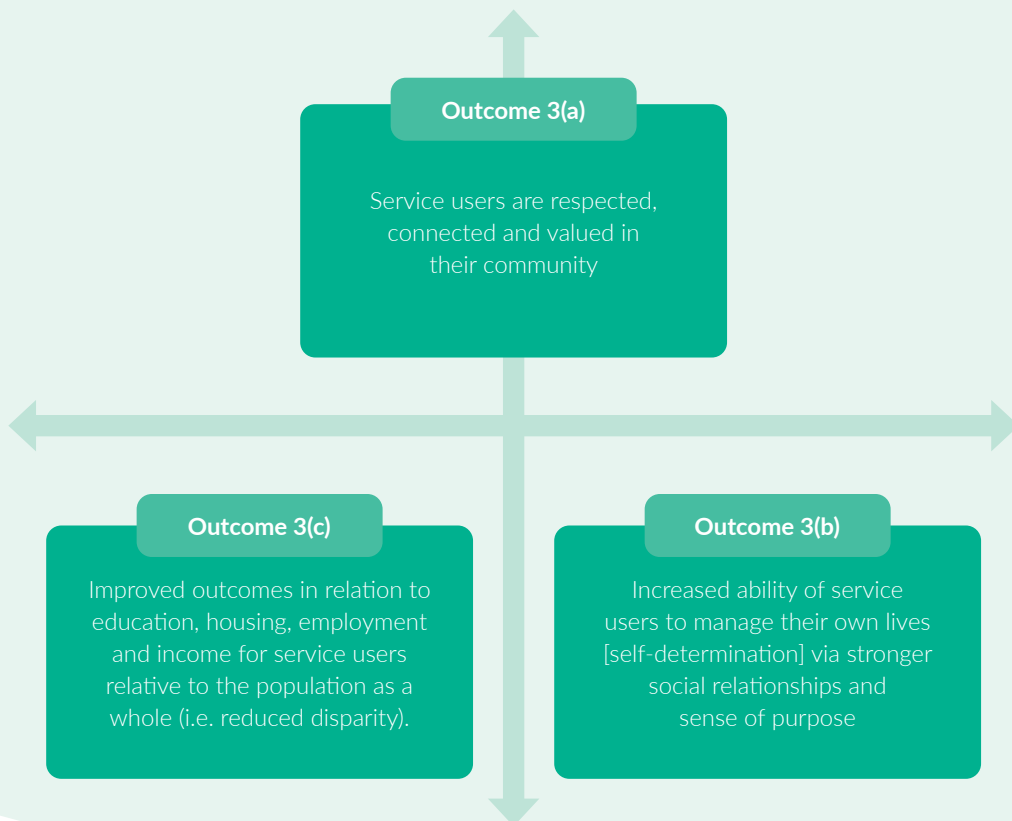 Outcome 3(a)
Service users are respected,
connected and valued in
their community
Outcome 3(c)
Improved outcomes in relation to
education, housing, employment
and income for service users
relative to the population as a
whole (i.e. reduced disparity).
Outcome 3(b)
Increased ability of service
users to manage their own lives
[self-determination] via stronger
social relationships and
sense of purpose